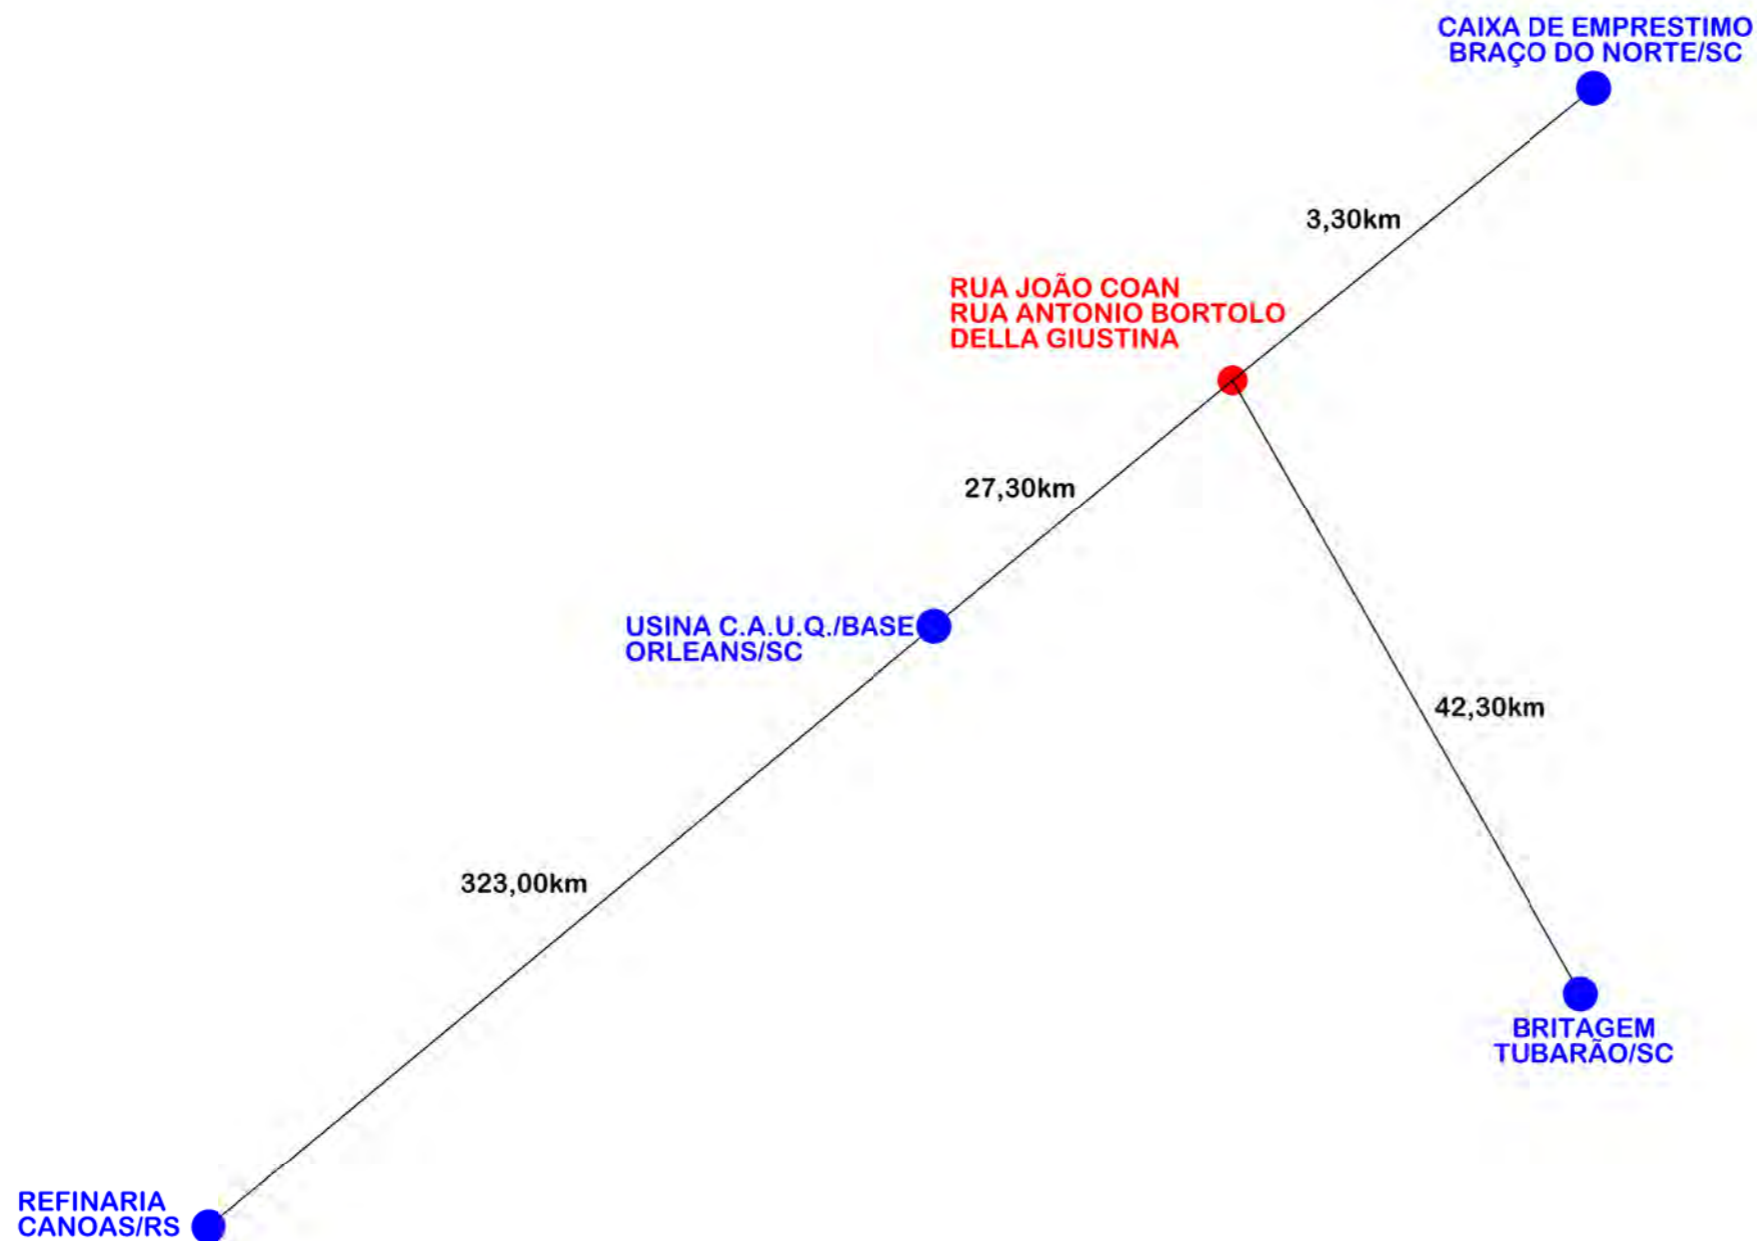 CAIXA DE EMPRESTIMO
BRAÇO DO NORTE/SC
3,30km
RUA JOÃO COAN
RUA ANTONIO BORTOLO
DELLA GIUSTINA
27,30km
USINA C.A.U.Q./BASE
ORLEANS/SC
42,30km
323,00km
BRITAGEM
TUBARÃO/SC
REFINARIA
CANOAS/RS